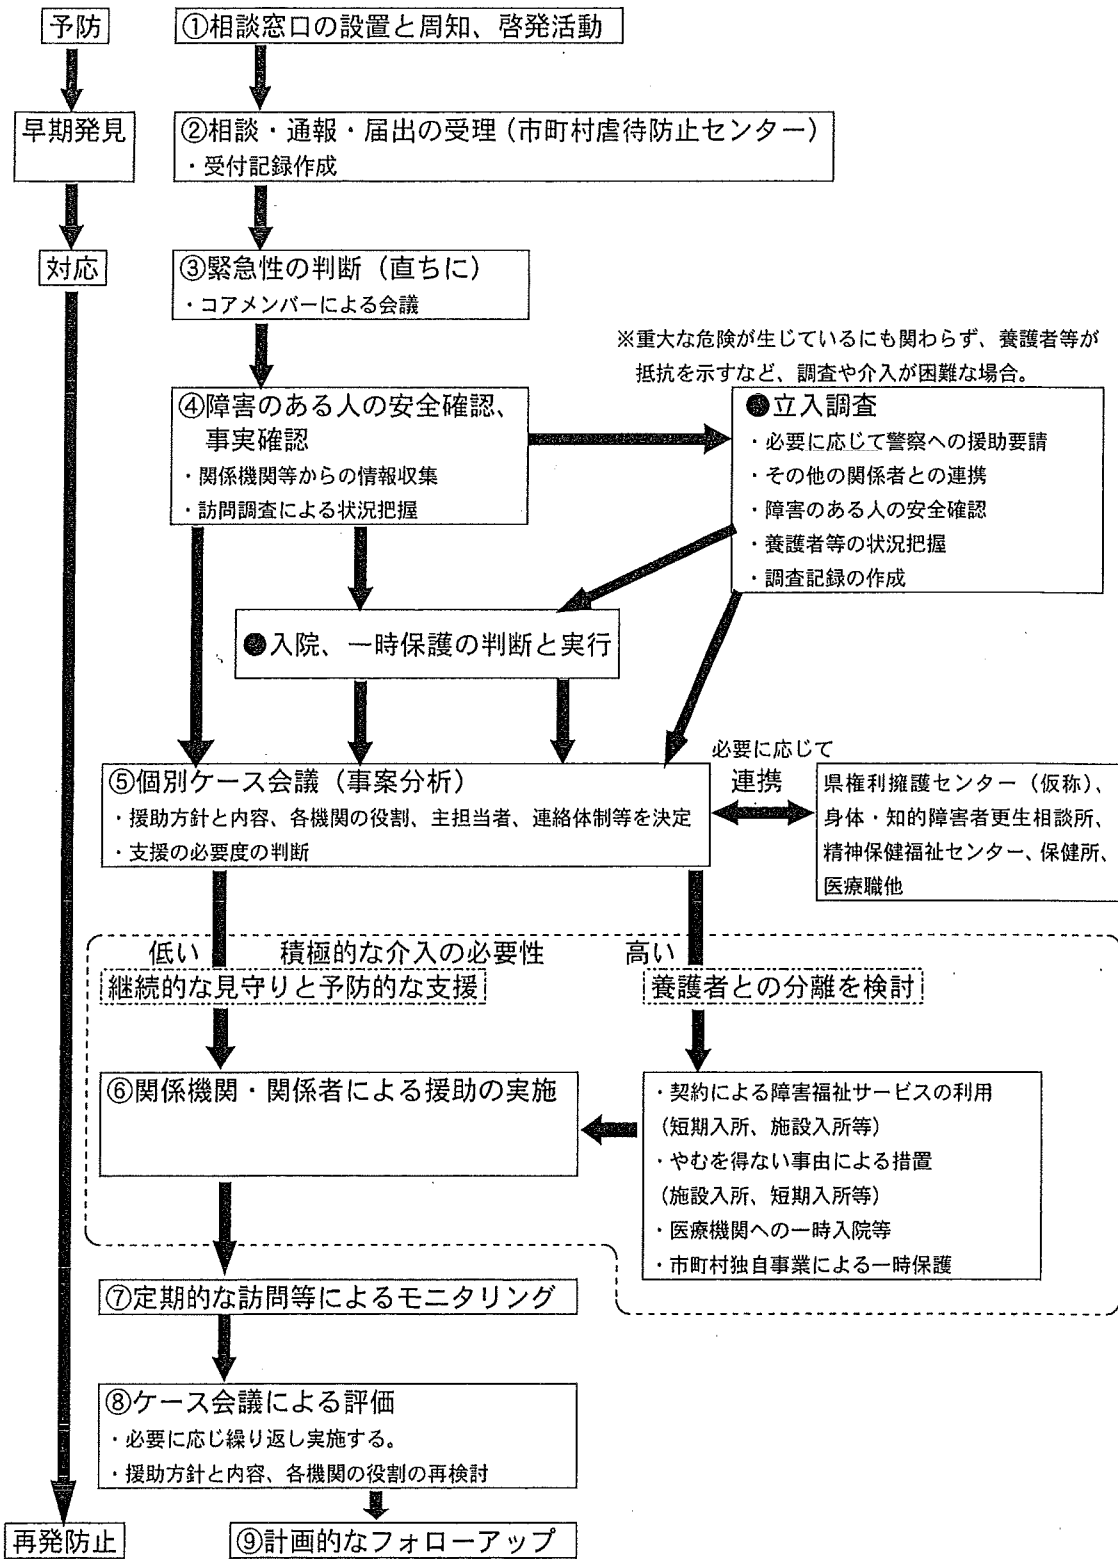 予防
①相談窓口の設置と周知、啓発活動
早期発見
②相談・通報・届出の受理(市町村虐待防止センター)
・受付記録作成
対応
③緊急性の判断(直ちに)
・コアメンバーによる会議
※重大な危険が生じているにも関わらず、養護者等が
抵抗を示すなど、調査や介入が困難な場合。
④障害のある人の安全確認、
事実確認
・関係機関等からの情報収集
・訪問調査による状況把握
●立入調査
・必要に応じて警察への援助要請
・その他の関係者との連携
・障害のある人の安全確認
・養護者等の状況把握
・調査記録の作成
●入院、一時保護の判断と実行
⑤個別ケース会議(事案分析)
・援助方針と内容、各機関の役割、主担当者、連絡体制等を決定
・支援の必要度の判断
必要に応じて
連携
県権利擁護センター(仮称)、
身体・知的障害者更生相談所、
精神保健福祉センター、保健所、
医療職他
低い 積極的な介入の必要性 高い
継続的な見守りと予防的な支援
養護者との分離を検討
⑥関係機関・関係者による援助の実施
・契約による障害福祉サービスの利用
(短期入所、施設入所等)
・やむを得ない事由による措置
(施設入所、短期入所等)
・医療機関への一時入院等
・市町村独自事業による一時保護
⑦定期的な訪問等によるモニタリング
⑧ケース会議による評価
・必要に応じ繰り返し実施する。
・援助方針と内容、各機関の役割の再検討
再発防止
⑨計画的なフォローアップ